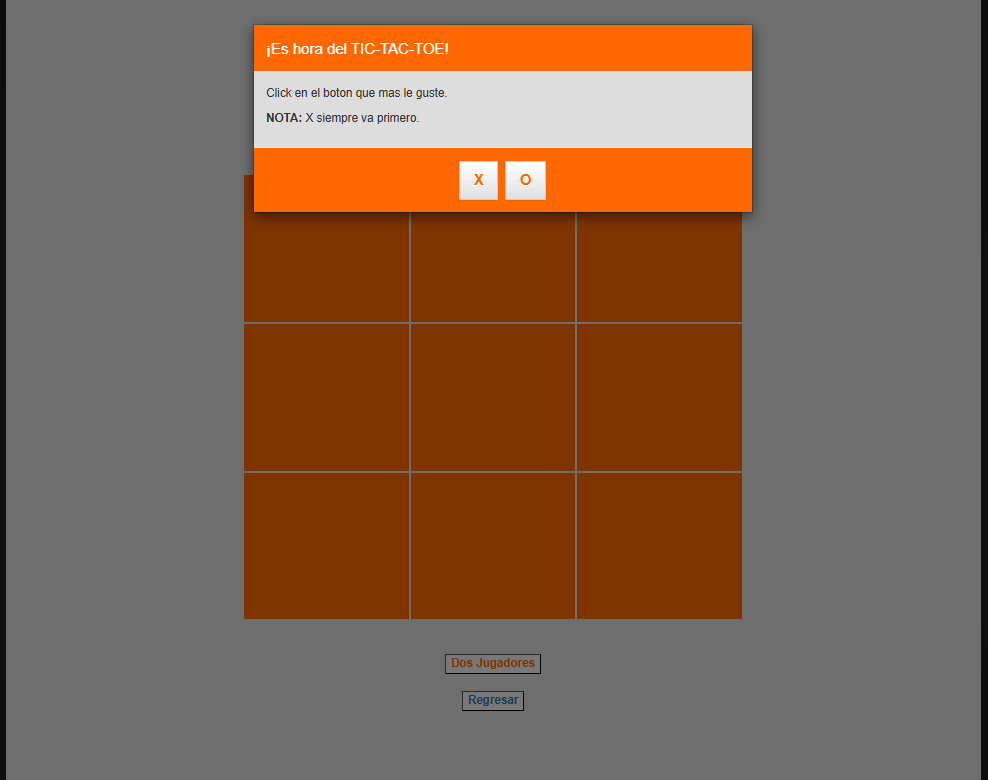 ¡Es hora del TIC-TAC-TOE!
Click en el boton que mas le guste.
NOTA: X siempre va primero.
X O
Dos Jugadores
Regresar